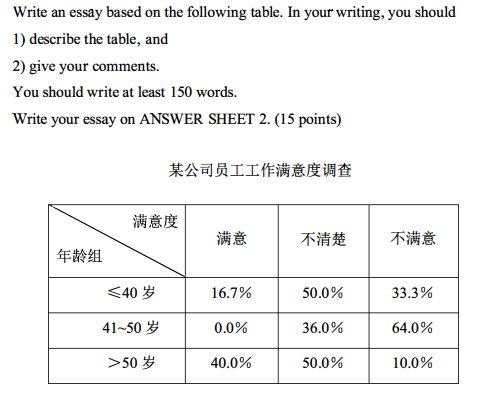 Write an essay based on the following table. In your writing, you should
1) describe the table, and
2) give your comments.
You should write at least 150 words.
Write your essay on ANSWER SHEET 2. (15 points)
某公司员工工作满意度调查
满意度
年龄组 满意 不清楚 不满意
≤40 岁 16.7% 50.0% 33.3%
41~50 岁 0.0% 36.0% 64.0%
＞50 岁 40.0% 50.0% 10.0%